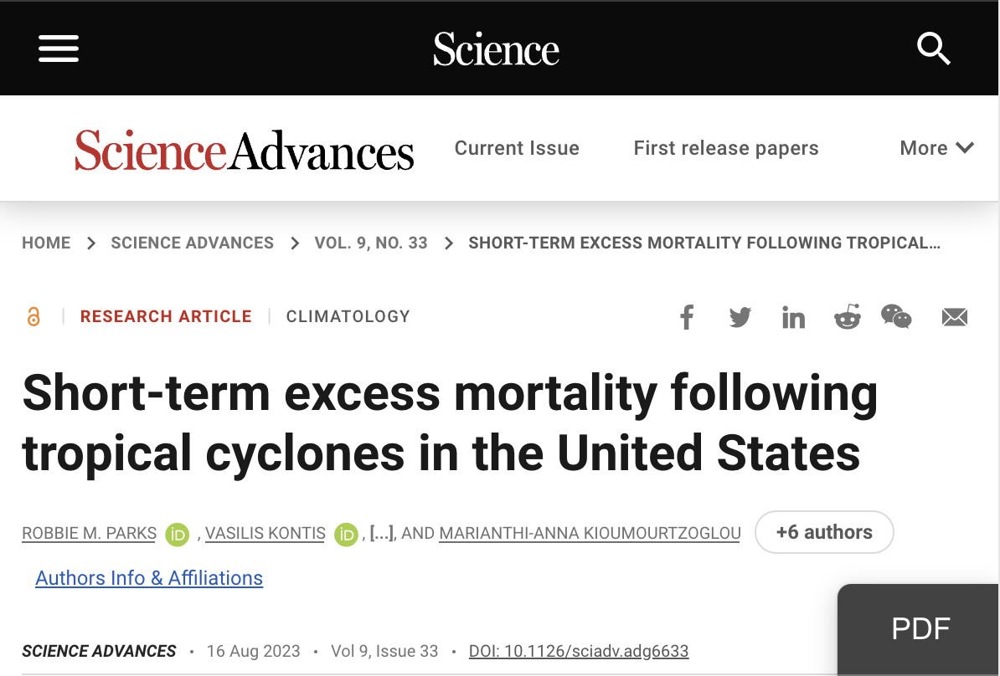 Science
ScienceAdvances Current Issue First release papers More
HOME > SCIENCE ADVANCES > VOL. 9, NO. 33 > SHORT-TERM EXCESS MORTALITY FOLLOWING TROPICAL…
RESEARCH ARTICLE | CLIMATOLOGY
Short-term excess mortality following
tropical cyclones in the United States
ROBBIE M. PARKS iD , VASILIS KONTIS iD , [...], AND MARIANTHI-ANNA KIOUMOURTZOGLOU +6 authors
Authors Info & Affiliations
PDF
SCIENCE ADVANCES • 16 Aug 2023 • Vol 9, Issue 33 • DOI: 10.1126/sciadv.adg6633